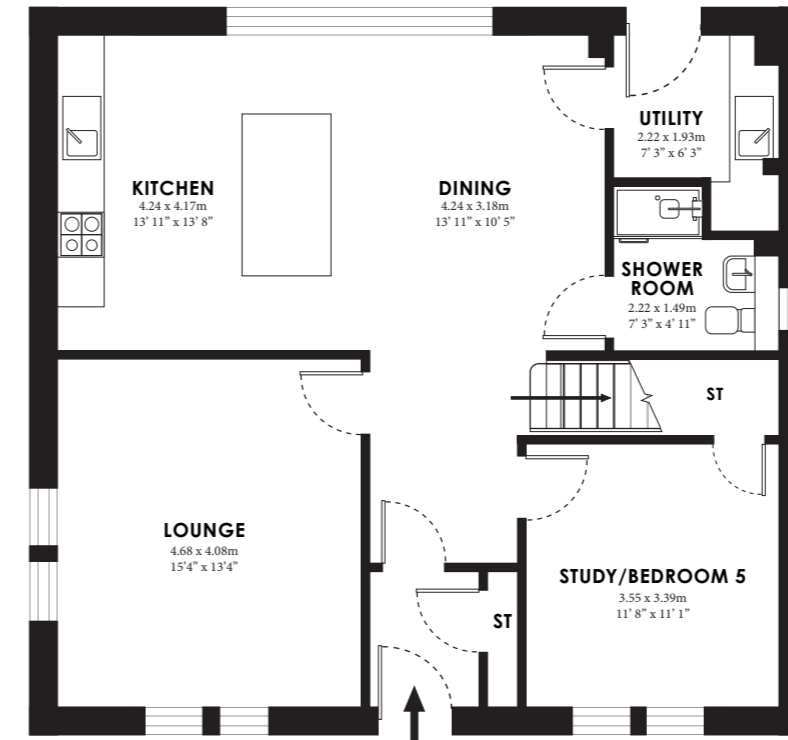 KITCHEN
4.24 x 4.17m
13' 11” x 13' 8”
DINING
4.24 x 3.18m
13' 11” x 10' 5”
UTILITY
2.22 x 1.93m
7' 3” x 6' 3”
SHOWER
ROOM
2.22 x 1.49m
7' 3” x 4' 11”
ST
LOUNGE
4.68 x 4.08m
15'4” x 13'4”
ST
STUDY/BEDROOM 5
3.55 x 3.39m
11' 8” x 11' 1”